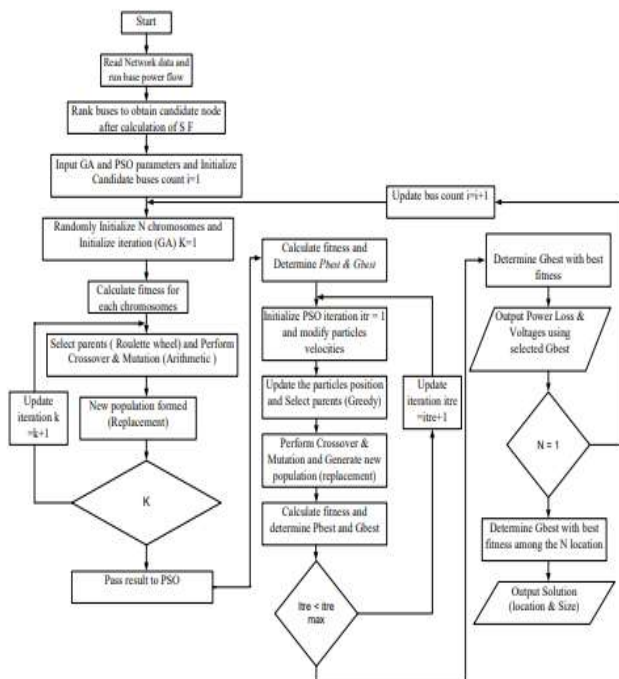 Start
Read Network data and
run base power flow
Rank buses to obtain candidate node
after calculation of S F
Input GA and PSO parameters and Initialize
Candidate buses count i=1
Randomly Initialize N chromosomes and
Initialize iteration (GA) K=1
Calculate fitness for
each chromosomes
Select parents ( Roulette wheel) and Perform
Crossover & Mutation (Arithmetic )
New population formed
(Replacement)
Update
iteration k
=k+1
K
Pass result to PSO
Calculate fitness and
Determine Pbest & Gbest
Initialize PSO iteration itr = 1
and modify particles
velocities
Update the particles position
and Select parents (Greedy)
Perform Crossover &
Mutation and Generate new
population (replacement)
Calculate fitness and
determine Pbest and Gbest
Update
iteration itre
=itre+1
Itre < itre
max
Update bus count i=i+1
Determine Gbest with best
fitness
Output Power Loss &
Voltages using
selected Gbest
N = 1
Determine Gbest with best
fitness among the N location
Output Solution
(location & Size)